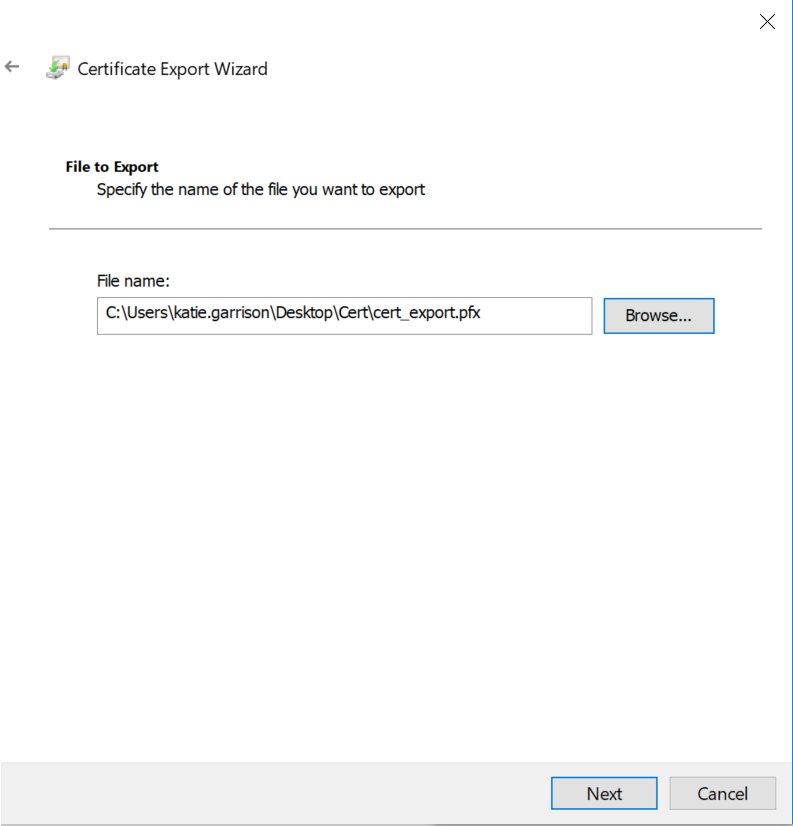 Certificate Export Wizard
File to Export
Specify the name of the file you want to export
File name:
C:\Users\katie.garrison\Desktop\Cert\cert_export.pfx
Browse...
Next
Cancel